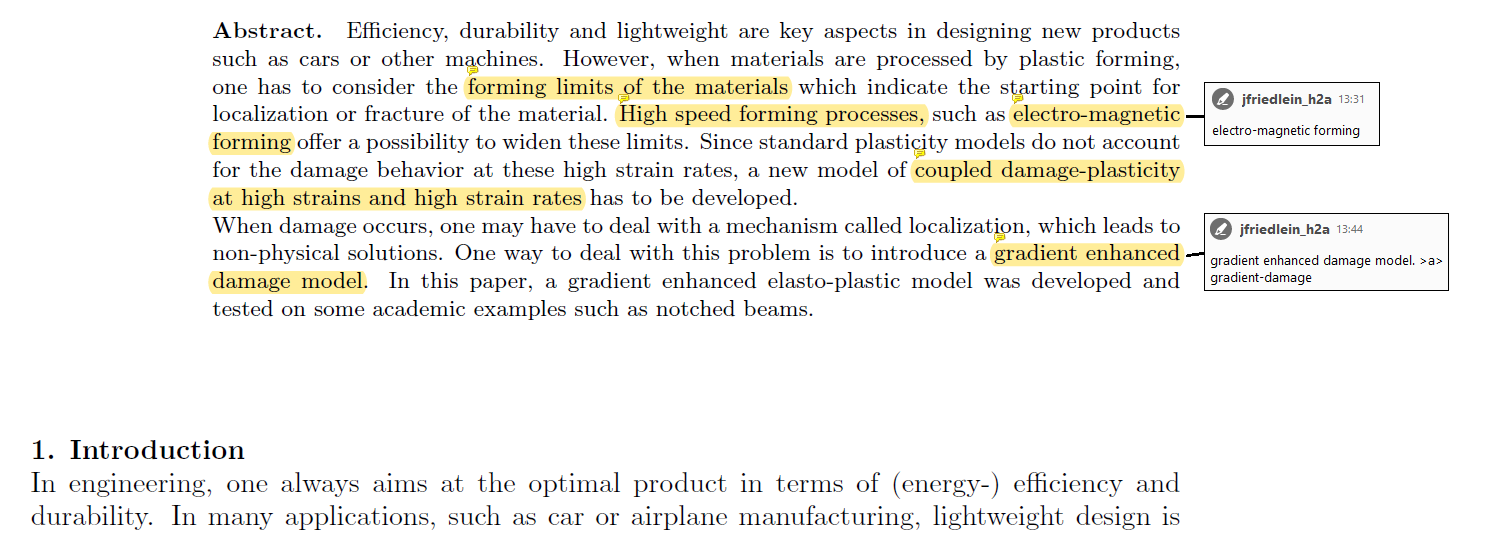 Abstract. Efficiency, durability and lightweight are key aspects in designing new products
such as cars or other machines. However, when materials are processed by plastic forming,
one has to consider the forming limits of the materials which indicate the starting point for
localization or fracture of the material. High speed forming processes, such as electro-magnetic
forming offer a possibility to widen these limits. Since standard plasticity models do not account
for the damage behavior at these high strain rates, a new model of coupled damage-plasticity
at high strains and high strain rates has to be developed.
When damage occurs, one may have to deal with a mechanism called localization, which leads to
non-physical solutions. One way to deal with this problem is to introduce a gradient enhanced
damage model. In this paper, a gradient enhanced elasto-plastic model was developed and
tested on some academic examples such as notched beams.
jfriedlein_h2a 13:31
electro-magnetic forming
jfriedlein_h2a 13:44
gradient enhanced damage model. >a>
gradient-damage
1. Introduction
In engineering, one always aims at the optimal product in terms of (energy-) efficiency and
durability. In many applications, such as car or airplane manufacturing, lightweight design is